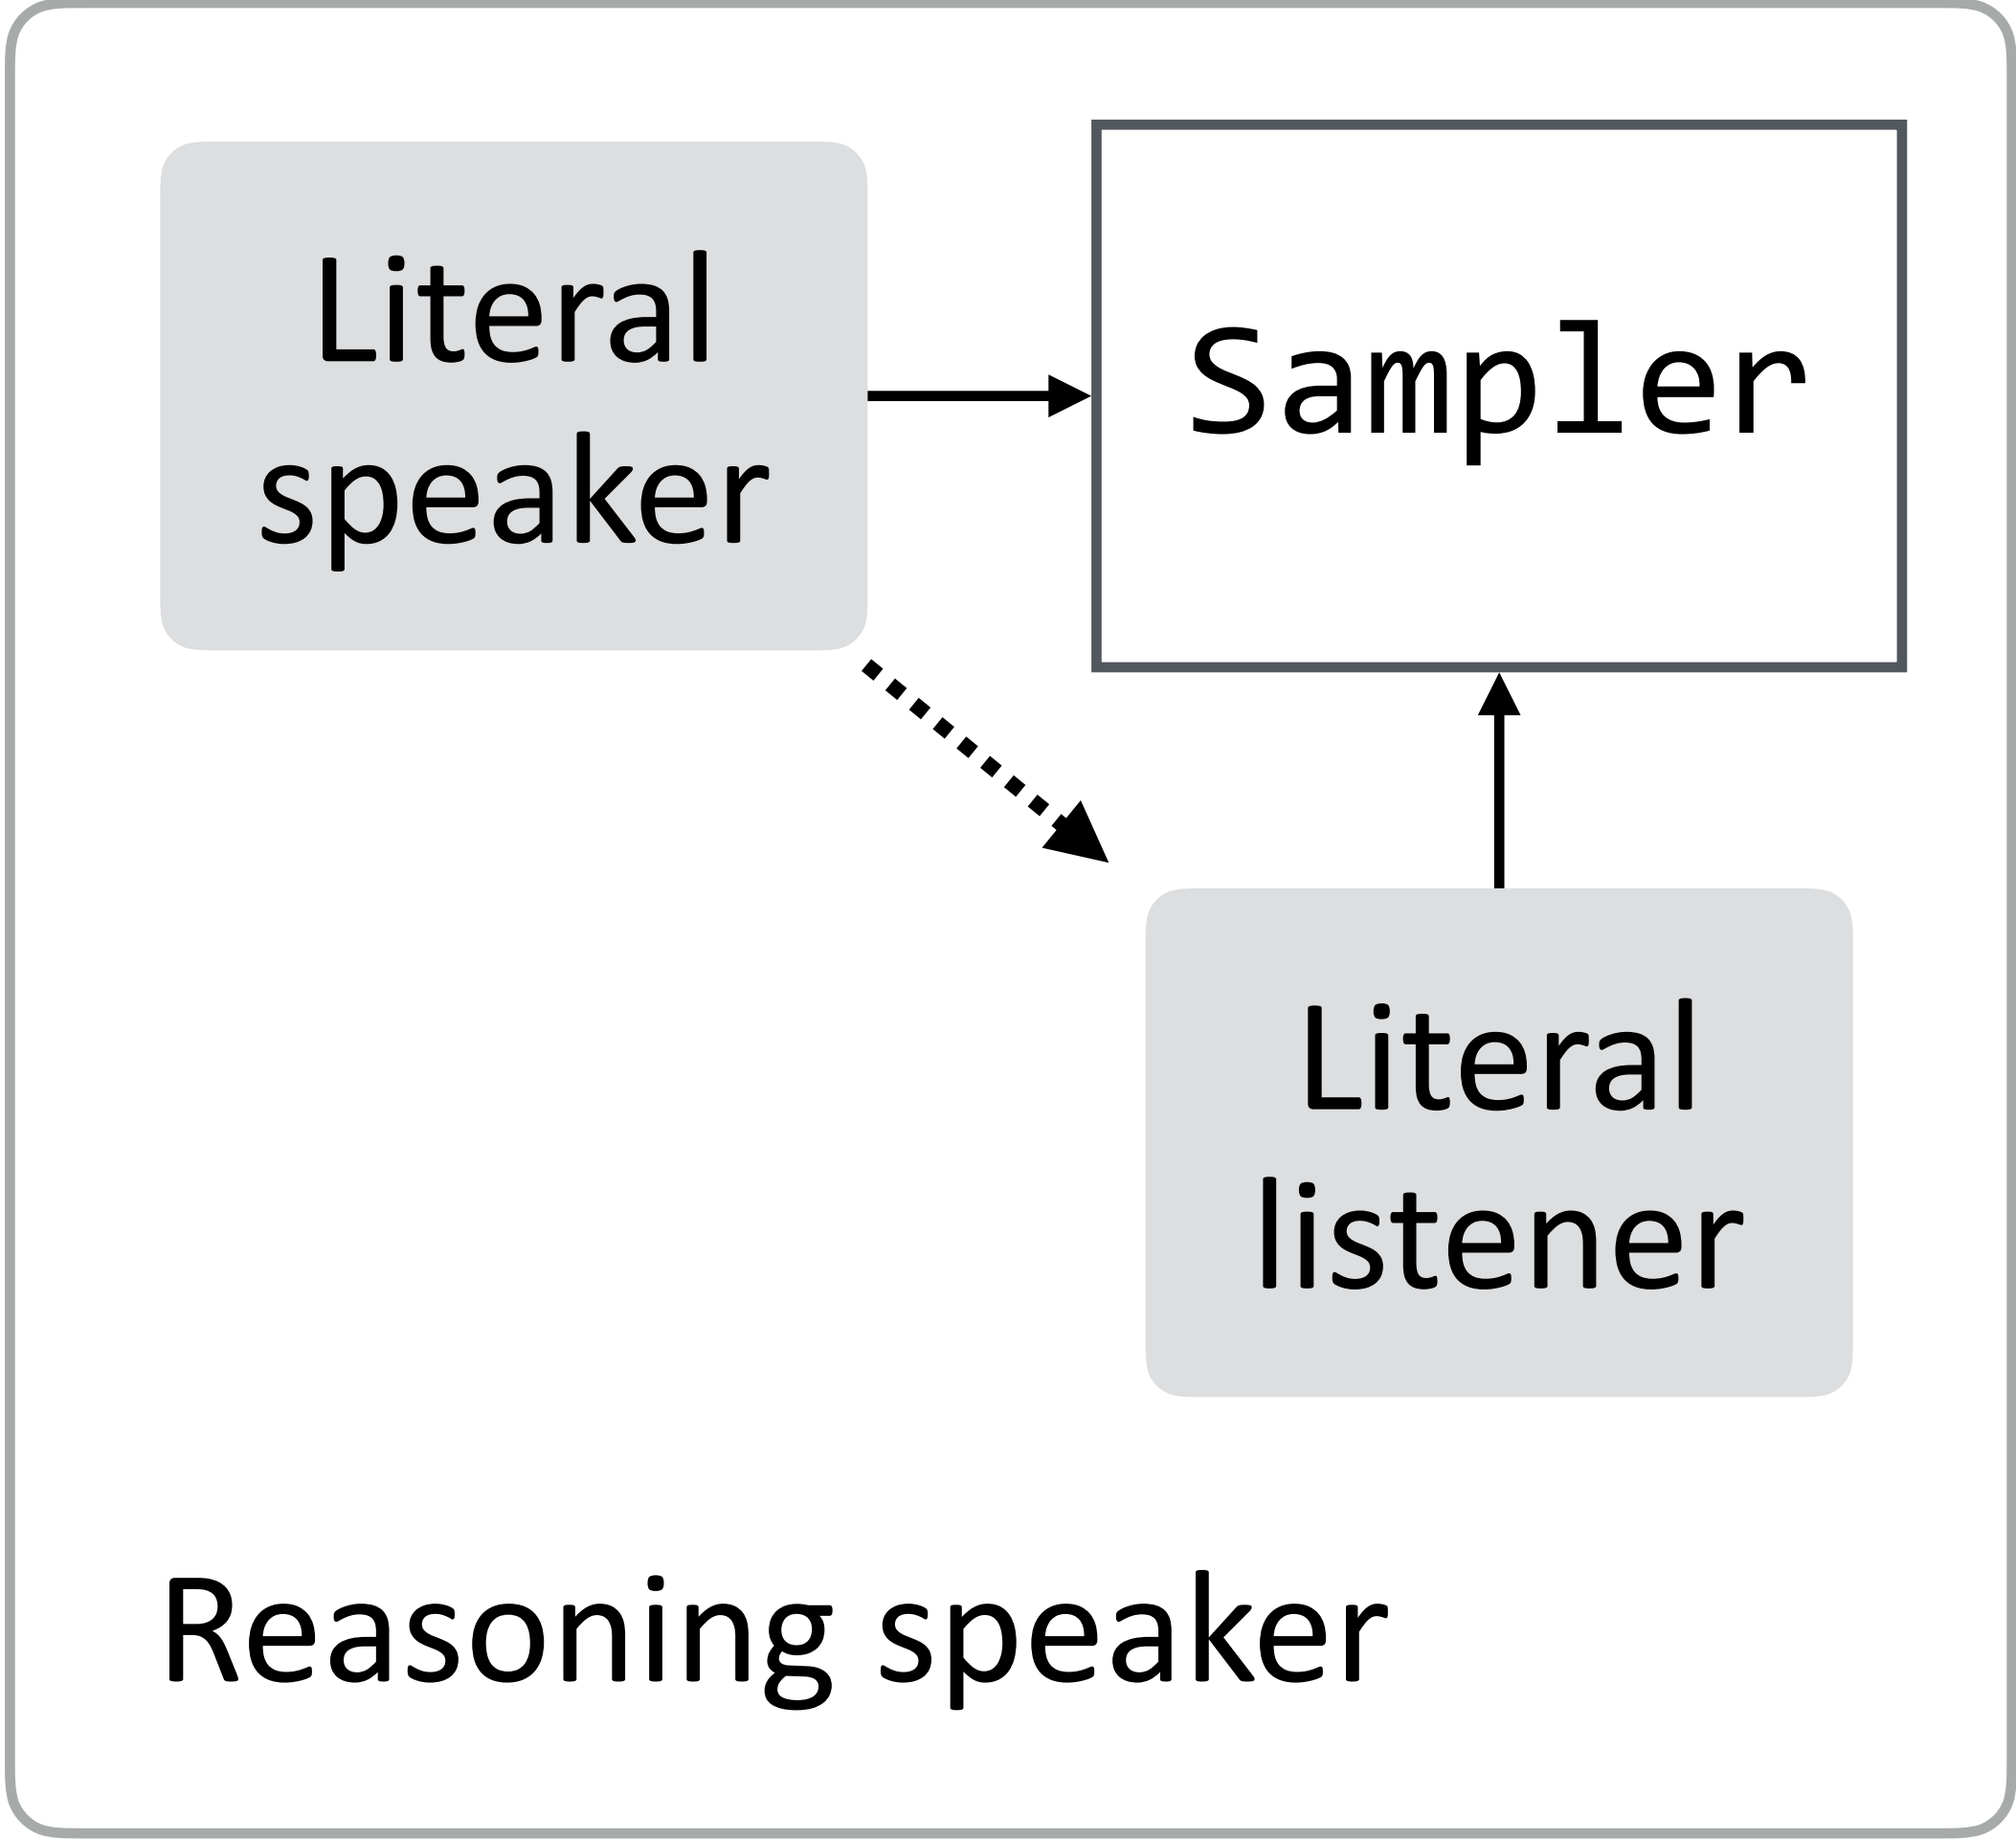 Literal
speaker
Sampler
Literal
listener
Reasoning speaker